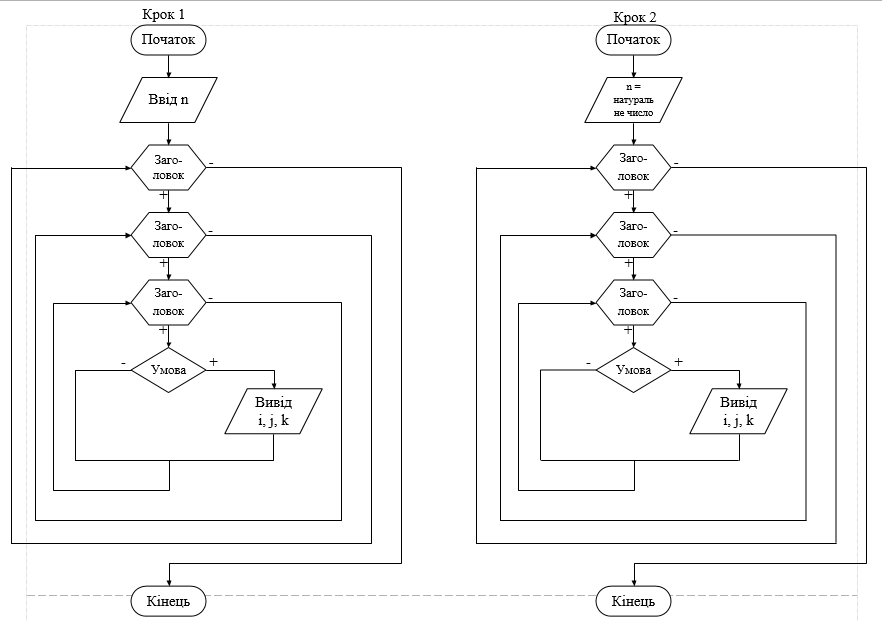 Крок 1
Початок
Ввід n
Заго-
ловок
-
+
Заго-
ловок
-
+
Заго-
ловок
-
+
-
Умова
+
Вивід
i, j, k
Кінець
Крок 2
Початок
n =
натураль
не число
Заго-
ловок
-
+
Заго-
ловок
-
+
Заго-
ловок
-
+
-
Умова
+
Вивід
i, j, k
Кінець